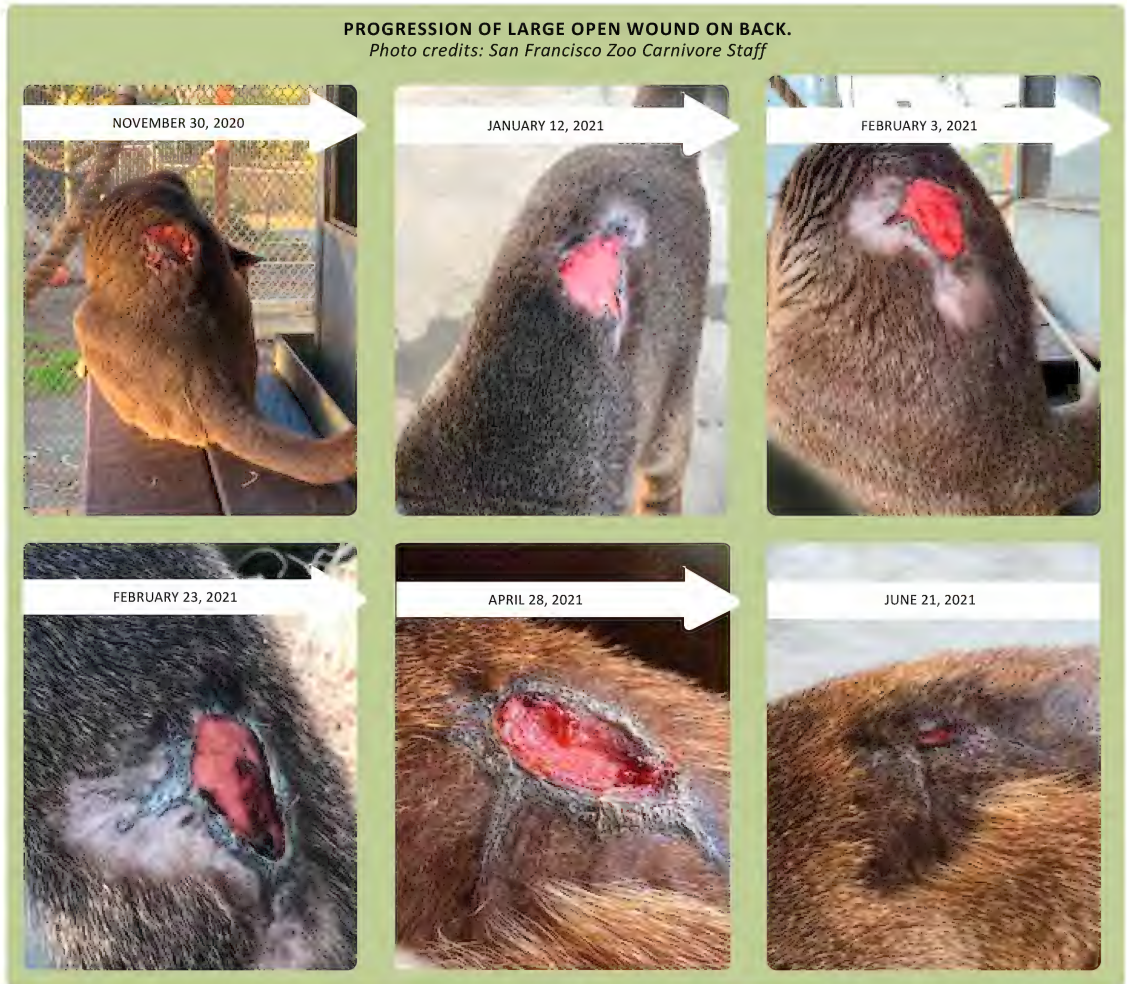 PROGRESSION OF LARGE OPEN WOUND ON BACK.
Photo credits: San Francisco Zoo Carnivore Staff
NOVEMBER 30, 2020
JANUARY 12, 2021
FEBRUARY 3, 2021
FEBRUARY 23, 2021
APRIL 28, 2021
JUNE 21, 2021